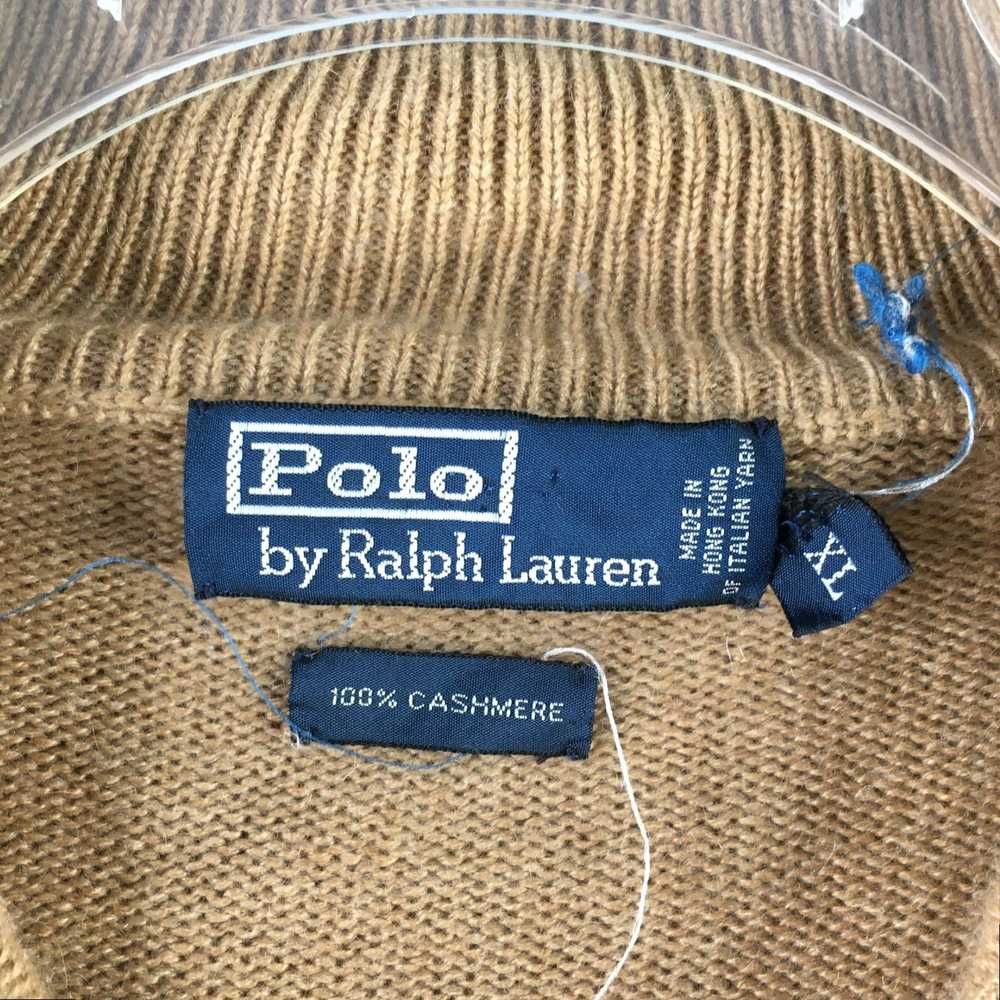 Polo
by Ralph Lauren
MADE IN
HONG KONG
OF ITALIAN YARN
XL
100% CASHMERE